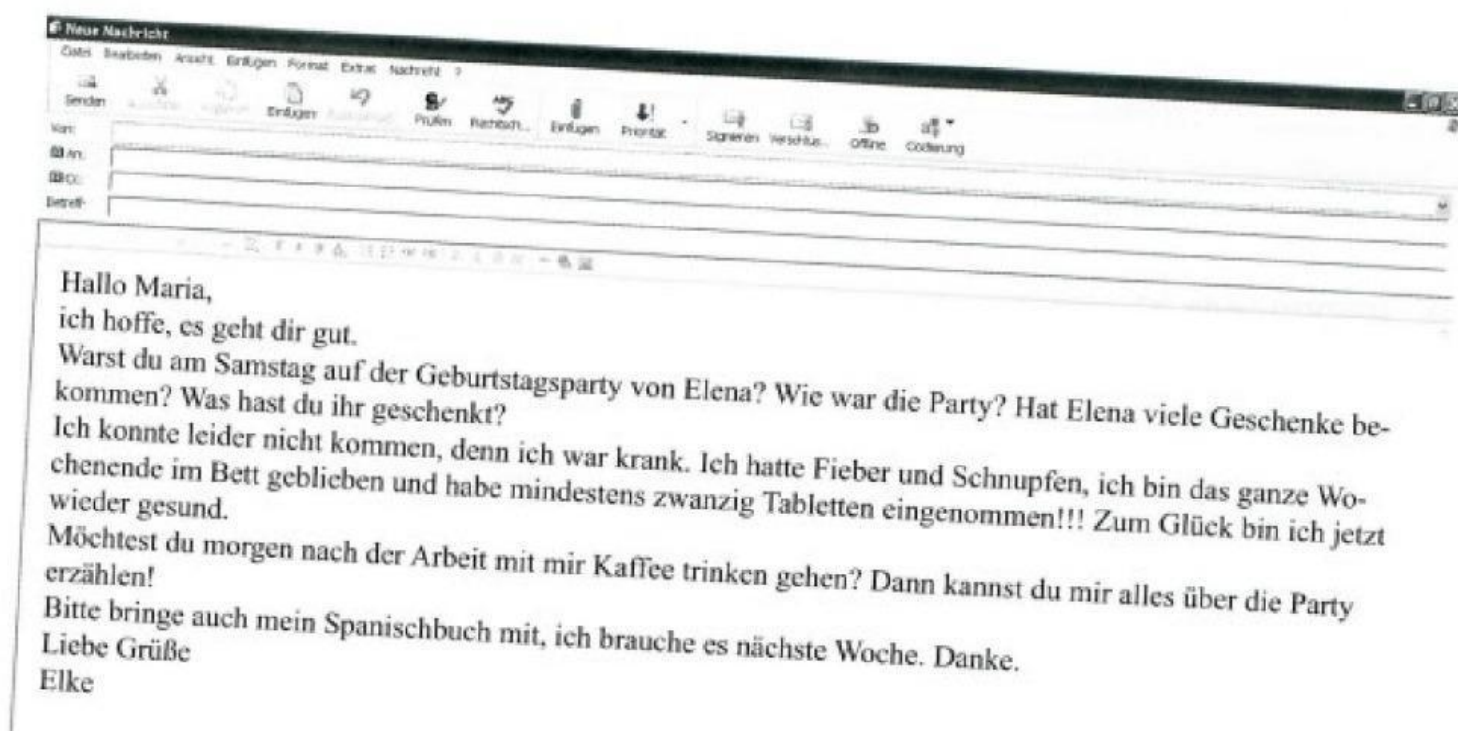 Neue Nachricht
Datei Bearbeiten Ansicht Einfügen Format Extras Nachricht ?
Senden Einfügen Prüfen Rechtsch... Einfügen Priorität Signieren Verschlüs... Offline Codierung
Von:
An:
CC:
Betreff:
Hallo Maria,
ich hoffe, es geht dir gut.
Warst du am Samstag auf der Geburtstagsparty von Elena? Wie war die Party? Hat Elena viele Geschenke be-
kommen? Was hast du ihr geschenkt?
Ich konnte leider nicht kommen, denn ich war krank. Ich hatte Fieber und Schnupfen, ich bin das ganze Wo-
chenende im Bett geblieben und habe mindestens zwanzig Tabletten eingenommen!!! Zum Glück bin ich jetzt
wieder gesund.
Möchtest du morgen nach der Arbeit mit mir Kaffee trinken gehen? Dann kannst du mir alles über die Party
erzählen!
Bitte bringe auch mein Spanischbuch mit, ich brauche es nächste Woche. Danke.
Liebe Grüße
Elke